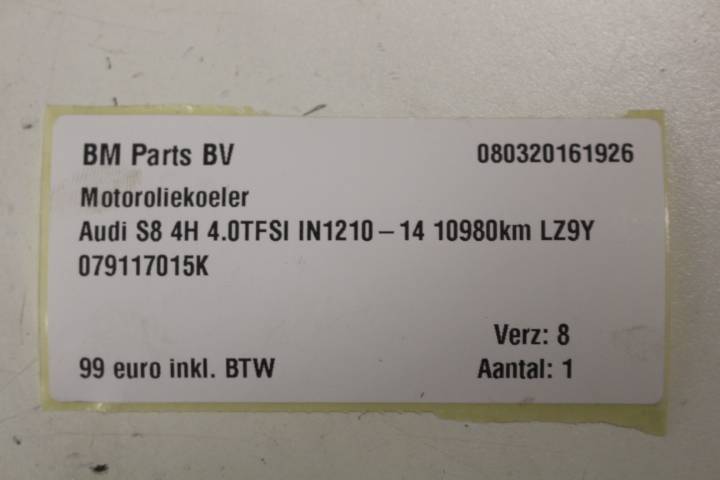 BM Parts BV 080320161926
Motoroliekoeler
Audi S8 4H 4.0TFSI IN1210-14 10980km LZ9Y
079117015K
Verz: 8
99 euro inkl. BTW Aantal: 1